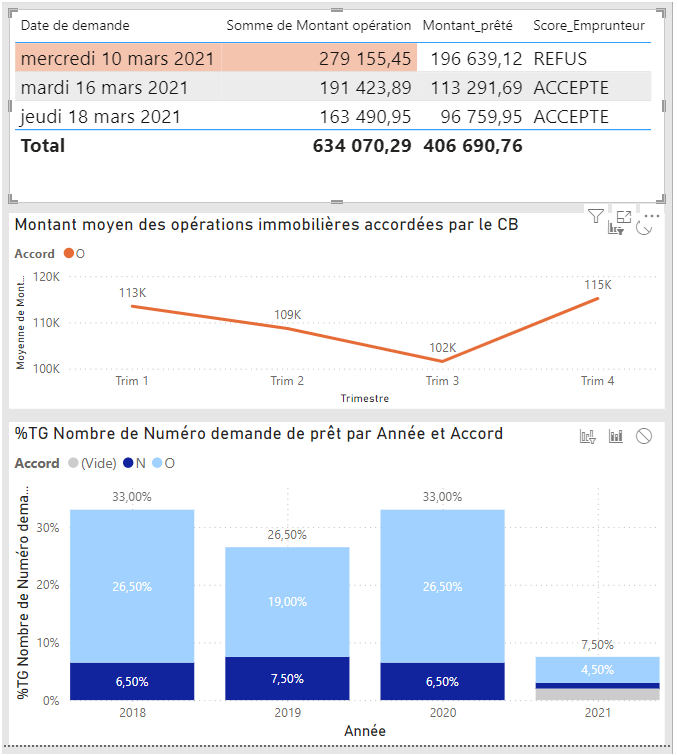 Date de demande Somme de Montant opération Montant_prêté Score_Emprunteur
mercredi 10 mars 2021 279 155,45 196 639,12 REFUS
mardi 16 mars 2021 191 423,89 113 291,69 ACCEPTE
jeudi 18 mars 2021 163 490,95 96 759,95 ACCEPTE
Total 634 070,29 406 690,76
Montant moyen des opérations immobilières accordées par le CB
Accord O
Moyenne de Mont...
120K
110K
100K
113K
109K
102K
115K
Trim 1 Trim 2 Trim 3 Trim 4
Trimestre
%TG Nombre de Numéro demande de prêt par Année et Accord
Accord (Vide) N O
%TG Nombre de Numéro dema...
30%
20%
10%
0%
33,00% 26,50% 33,00% 7,50%
26,50% 19,00% 26,50% 4,50%
6,50% 7,50% 6,50%
2018 2019 2020 2021
Année